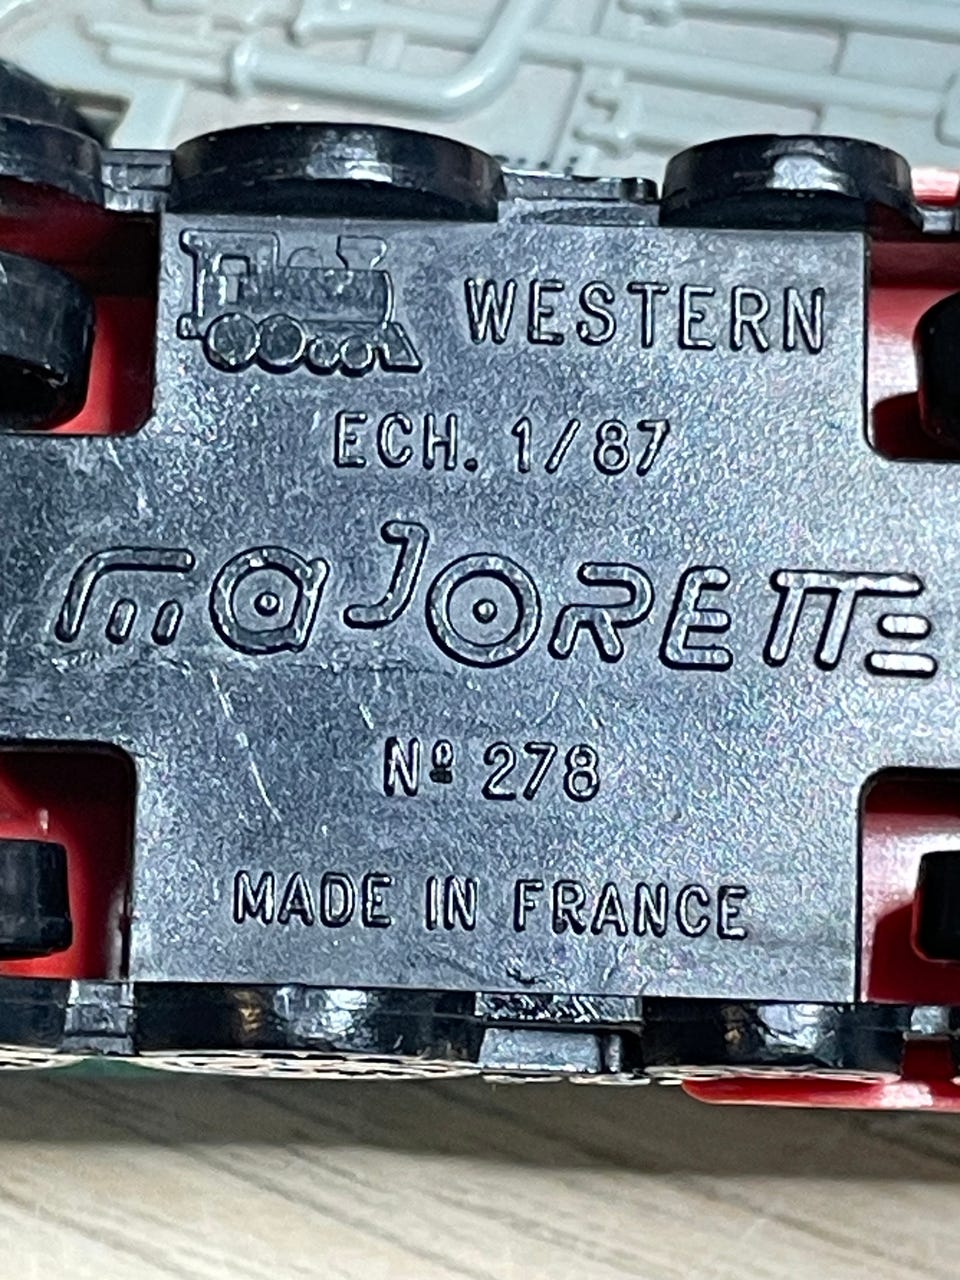 WESTERN
ECH. 1/87
maJORETTE
Nº 278
MADE IN FRANCE